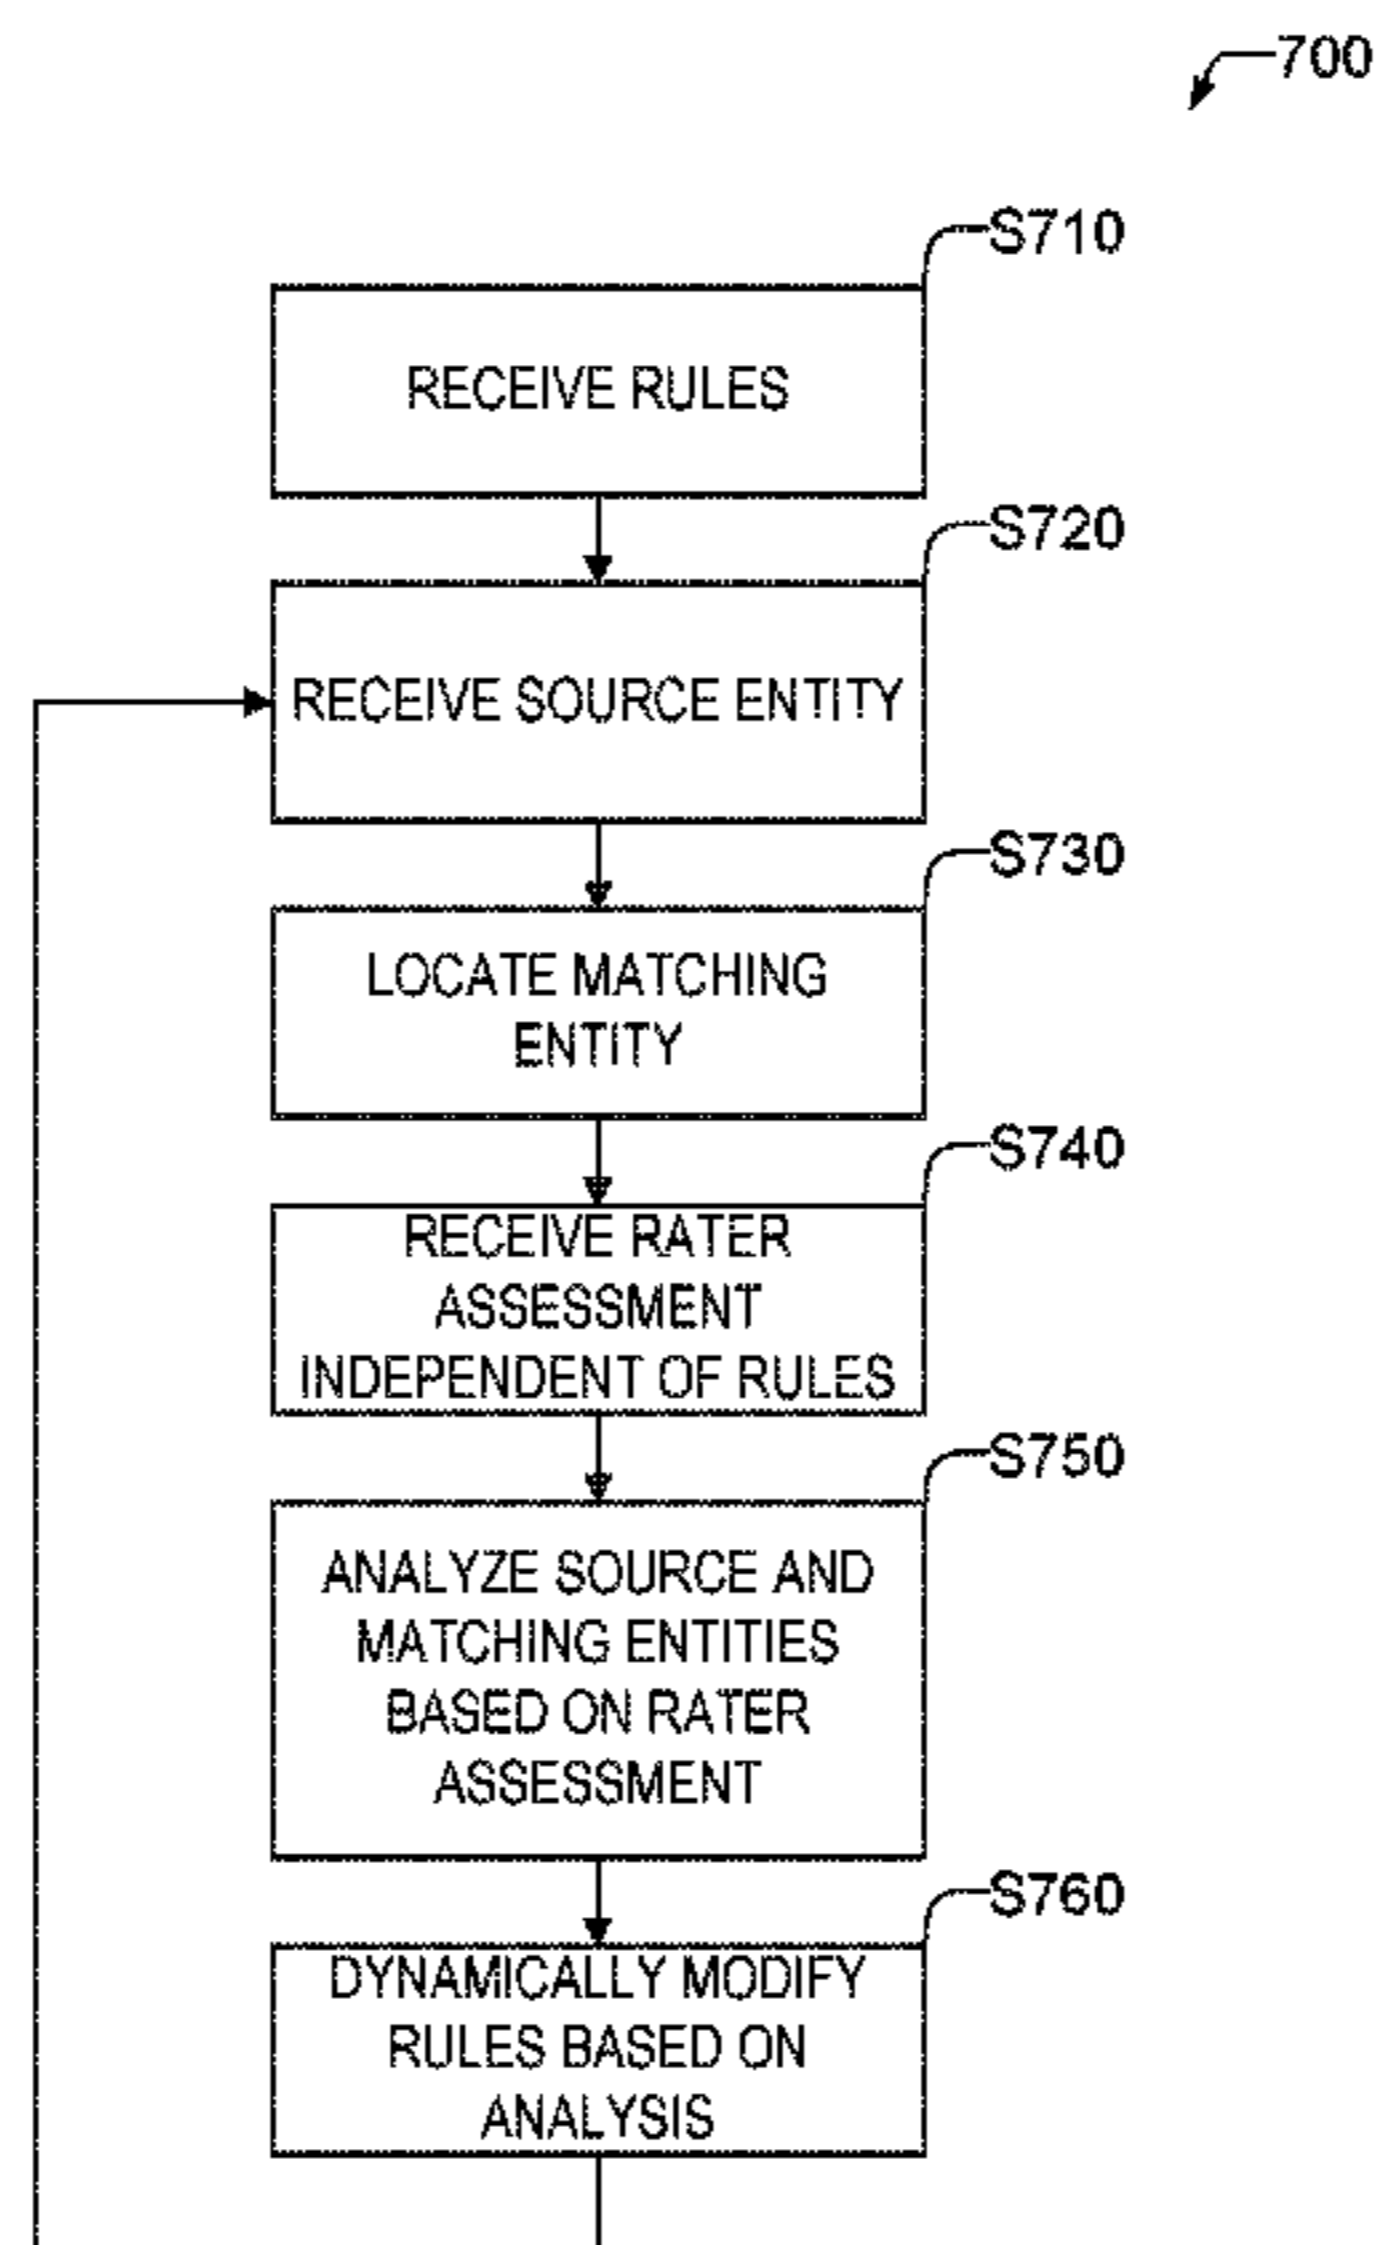 700
S710
RECEIVE RULES
S720
RECEIVE SOURCE ENTITY
S730
LOCATE MATCHING
ENTITY
S740
RECEIVE RATER
ASSESSMENT
INDEPENDENT OF RULES
S750
ANALYZE SOURCE AND
MATCHING ENTITIES
BASED ON RATER
ASSESSMENT
S760
DYNAMICALLY MODIFY
RULES BASED ON
ANALYSIS